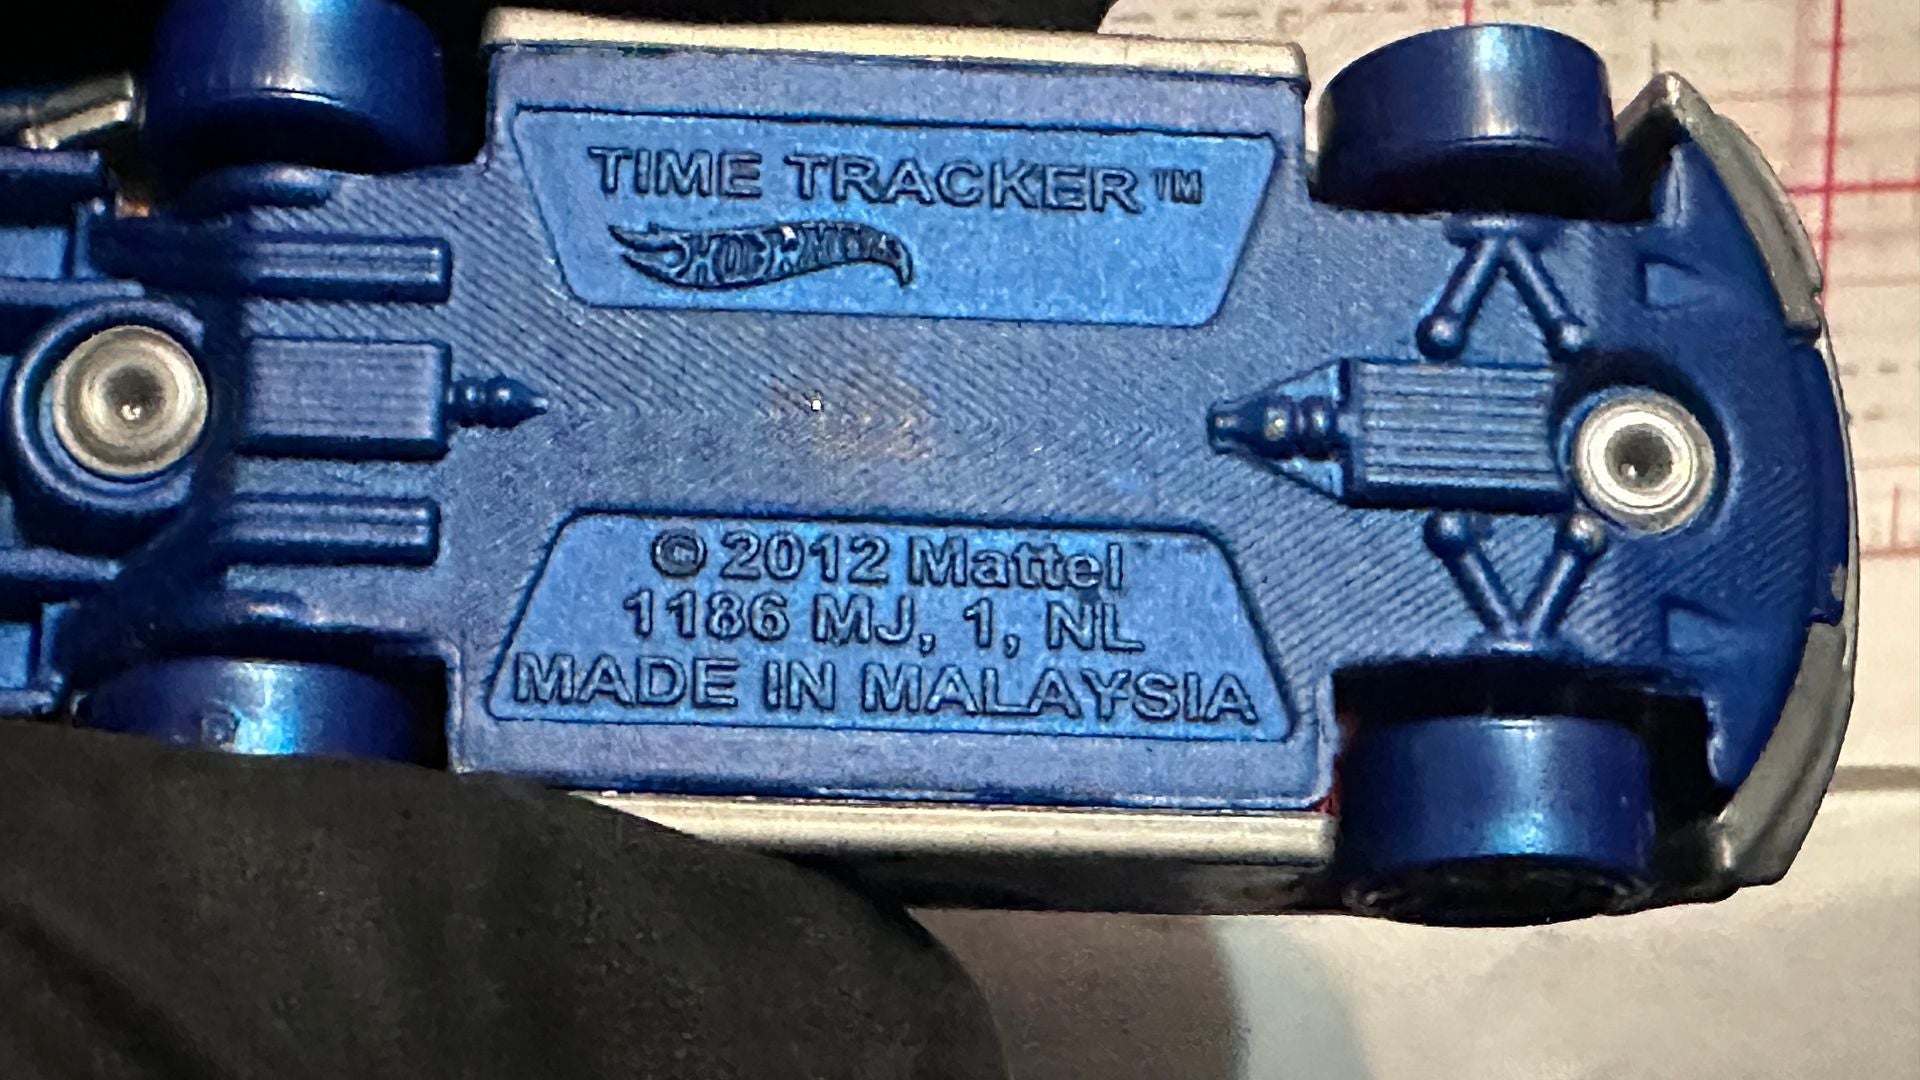 TIME TRACKER™
HOT WHEELS
© 2012 Mattel
1186 MJ, 1, NL
MADE IN MALAYSIA